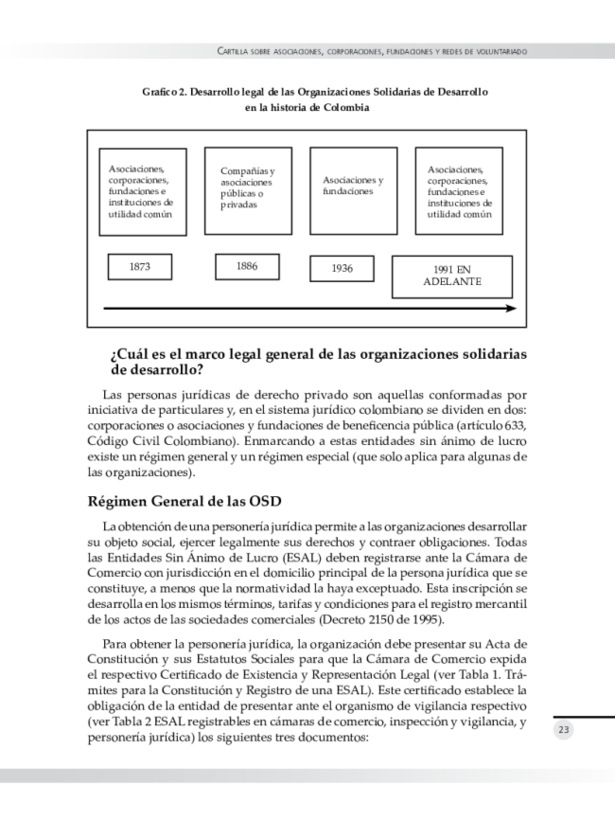 CARTILLA SOBRE ASOCIACIONES, CORPORACIONES, FUNDACIONES Y REDES DE VOLUNTARIADO
Grafico 2. Desarrollo legal de las Organizaciones Solidarias de Desarrollo
en la historia de Colombia
Asociaciones,
corporaciones,
fundaciones e
instituciones de
utilidad común
Compañías y
asociaciones
públicas o
privadas
Asociaciones y
fundaciones
Asociaciones,
corporaciones,
fundaciones e
instituciones de
utilidad común
1873
1886
1936
1991 EN
ADELANTE
¿Cuál es el marco legal general de las organizaciones solidarias
de desarrollo?
Las personas jurídicas de derecho privado son aquellas conformadas por
iniciativa de particulares y, en el sistema jurídico colombiano se dividen en dos:
corporaciones o asociaciones y fundaciones de beneficencia pública (artículo 633,
Código Civil Colombiano). Enmarcando a estas entidades sin ánimo de lucro
existe un régimen general y un régimen especial (que solo aplica para algunas de
las organizaciones).
Régimen General de las OSD
La obtención de una personería jurídica permite a las organizaciones desarrollar
su objeto social, ejercer legalmente sus derechos y contraer obligaciones. Todas
las Entidades Sin Ánimo de Lucro (ESAL) deben registrarse ante la Cámara de
Comercio con jurisdicción en el domicilio principal de la persona jurídica que se
constituye, a menos que la normatividad la haya exceptuado. Esta inscripción se
desarrolla en los mismos términos, tarifas y condiciones para el registro mercantil
de los actos de las sociedades comerciales (Decreto 2150 de 1995).
Para obtener la personería jurídica, la organización debe presentar su Acta de
Constitución y sus Estatutos Sociales para que la Cámara de Comercio expida
el respectivo Certificado de Existencia y Representación Legal (ver Tabla 1. Trá-
mites para la Constitución y Registro de una ESAL). Este certificado establece la
obligación de la entidad de presentar ante el organismo de vigilancia respectivo
(ver Tabla 2 ESAL registrables en cámaras de comercio, inspección y vigilancia, y
personería jurídica) los siguientes tres documentos:
23